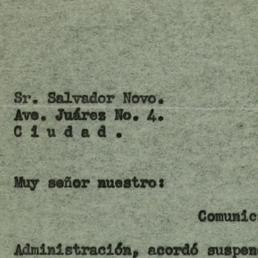 Sr. Salvador Novo.
Ave. Juárez No. 4.
C i u d a d .
Muy señor nuestro:
Comunic
Administración, acordó suspen